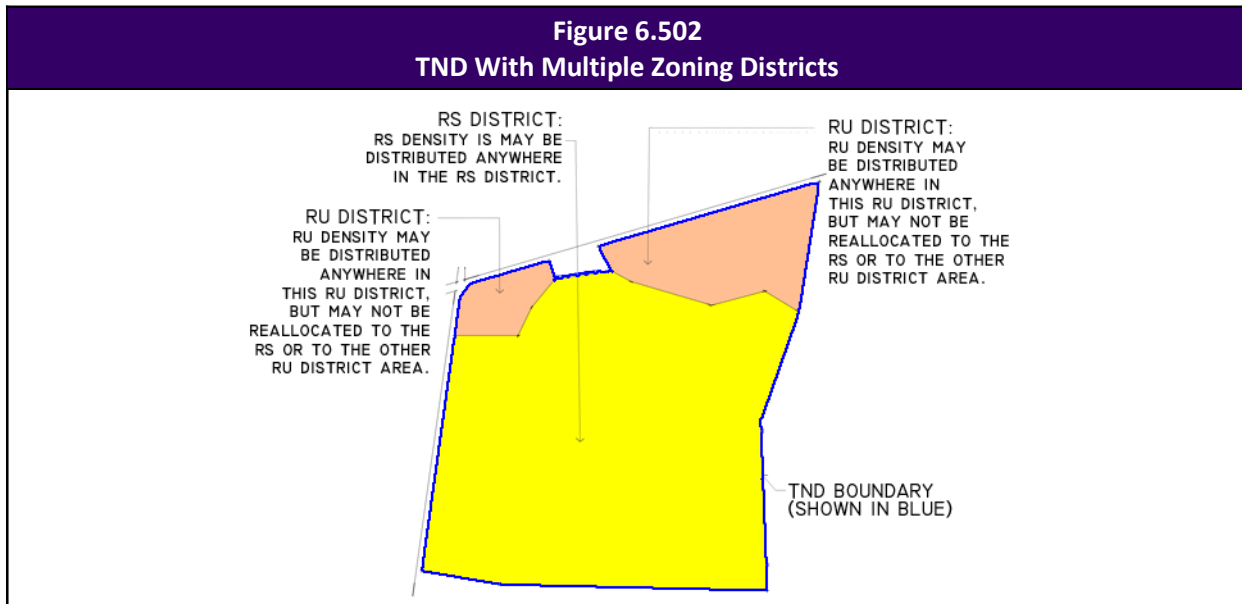 Figure 6.502
TND With Multiple Zoning Districts
RS DISTRICT:
RS DENSITY IS MAY BE
DISTRIBUTED ANYWHERE
IN THE RS DISTRICT.
RU DISTRICT:
RU DENSITY MAY
BE DISTRIBUTED
ANYWHERE IN
THIS RU DISTRICT,
BUT MAY NOT BE
REALLOCATED TO THE
RS OR TO THE OTHER
RU DISTRICT AREA.
RU DISTRICT:
RU DENSITY MAY
BE DISTRIBUTED
ANYWHERE IN
THIS RU DISTRICT,
BUT MAY NOT BE
REALLOCATED TO THE
RS OR TO THE OTHER
RU DISTRICT AREA.
TND BOUNDARY
(SHOWN IN BLUE)